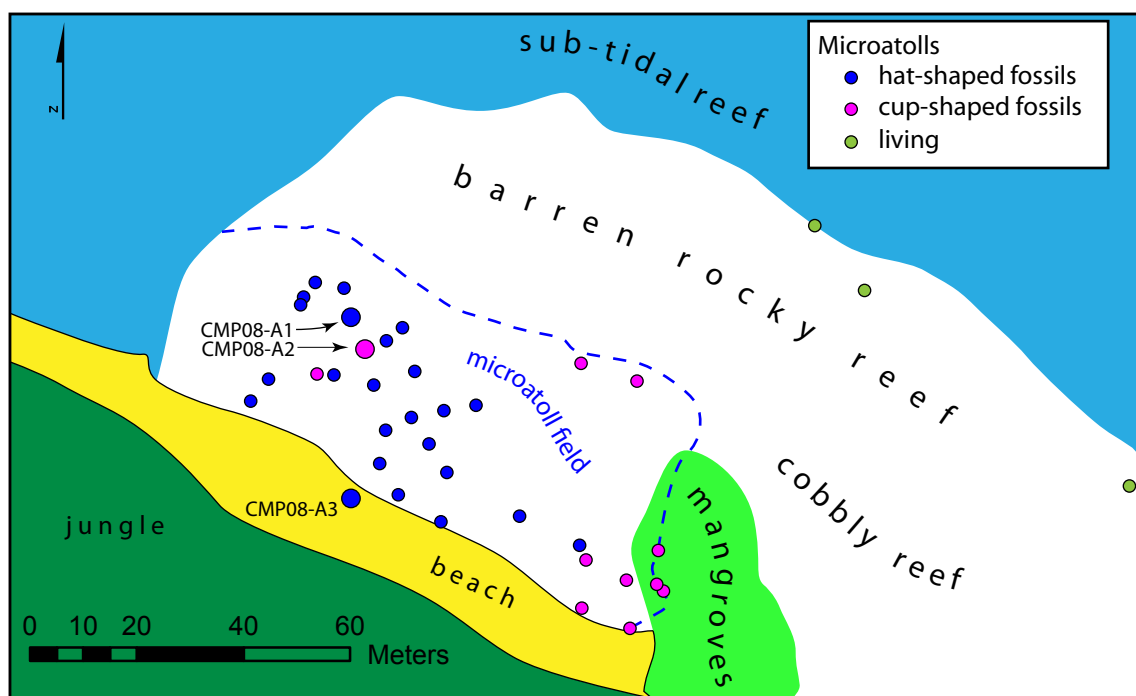 sub-tidal reef
z
Microatolls
hat-shaped fossils
cup-shaped fossils
living
barren rocky reef
CMP08-A1
CMP08-A2
microatoll field
cobbly reef
mangroves
CMP08-A3
jungle
beach
0 10 20 40 60
Meters